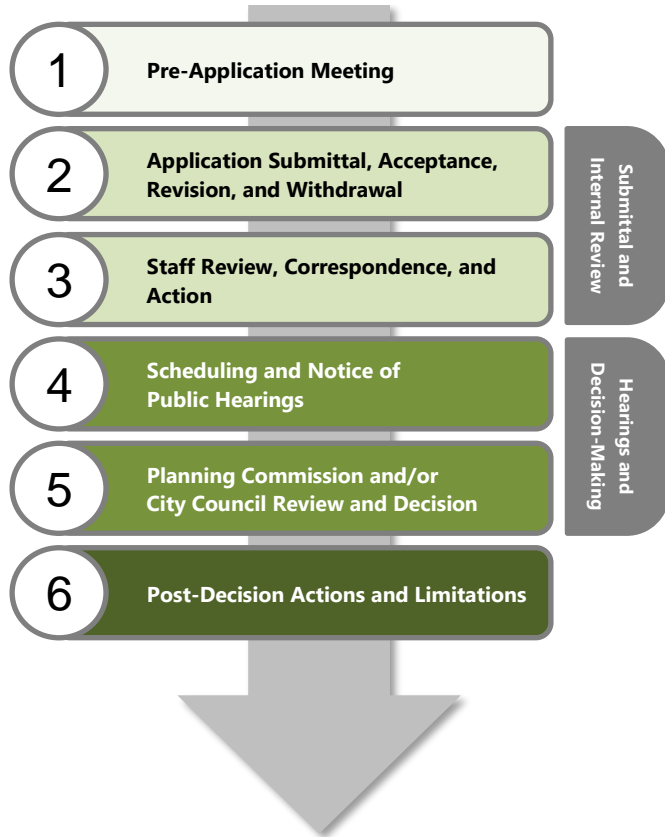 1
Pre-Application Meeting
2
Application Submittal, Acceptance,
Revision, and Withdrawal
3
Staff Review, Correspondence, and
Action
Submittal and
Internal Review
4
Scheduling and Notice of
Public Hearings
5
Planning Commission and/or
City Council Review and Decision
Hearings and
Decision-Making
6
Post-Decision Actions and Limitations